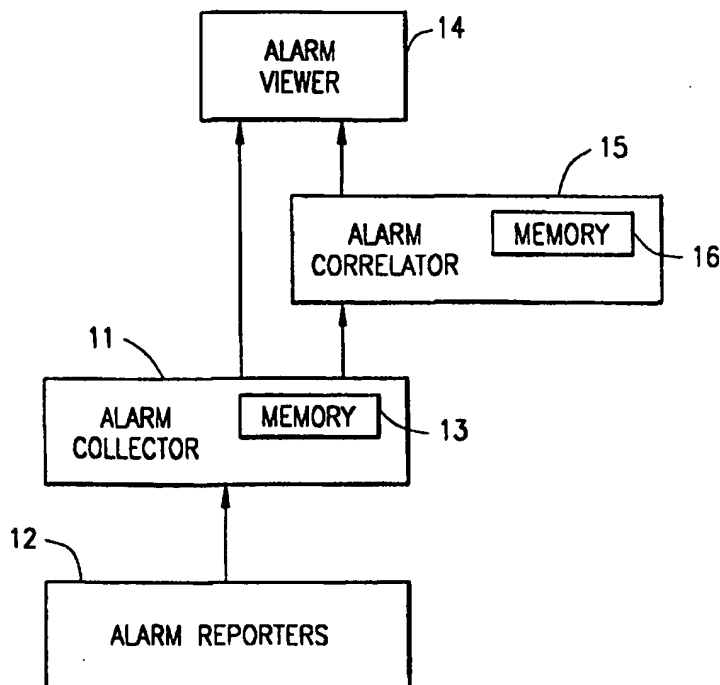 ALARM
VIEWER
14
15
ALARM
CORRELATOR
MEMORY
16
11
ALARM
COLLECTOR
MEMORY
13
12
ALARM REPORTERS